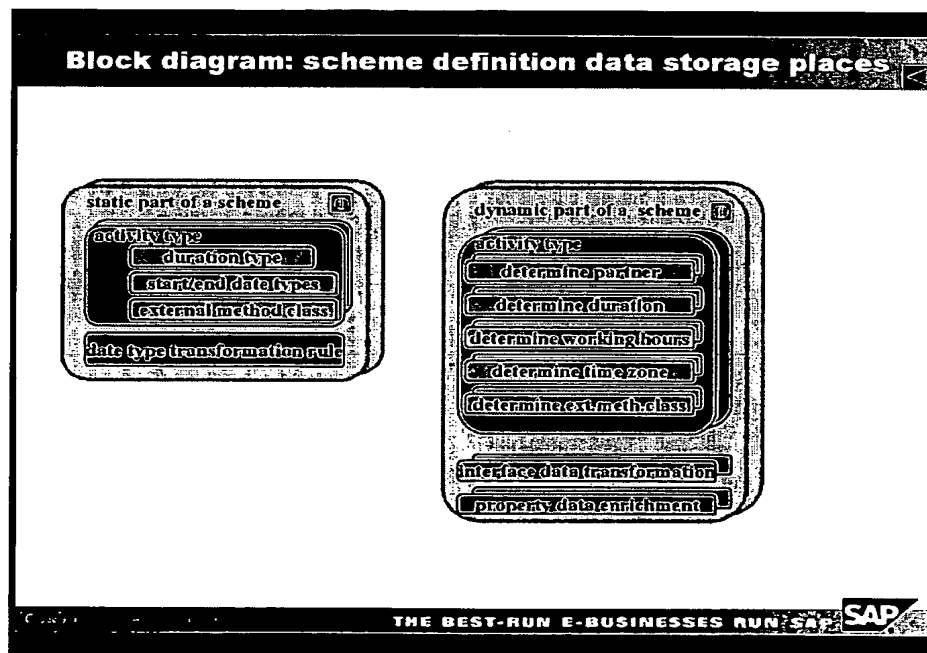 Block diagram: scheme definition data storage places
static part of a scheme
activity type
duration type
start/end date types
external method class
date type transformation rule
dynamic part of a scheme
activity type
determine partner
determine duration
determine working hours
determine time zone
determine ext. meth. class
interface data transformation
property data enrichment
THE BEST-RUN E-BUSINESSES RUN SAP
SAP